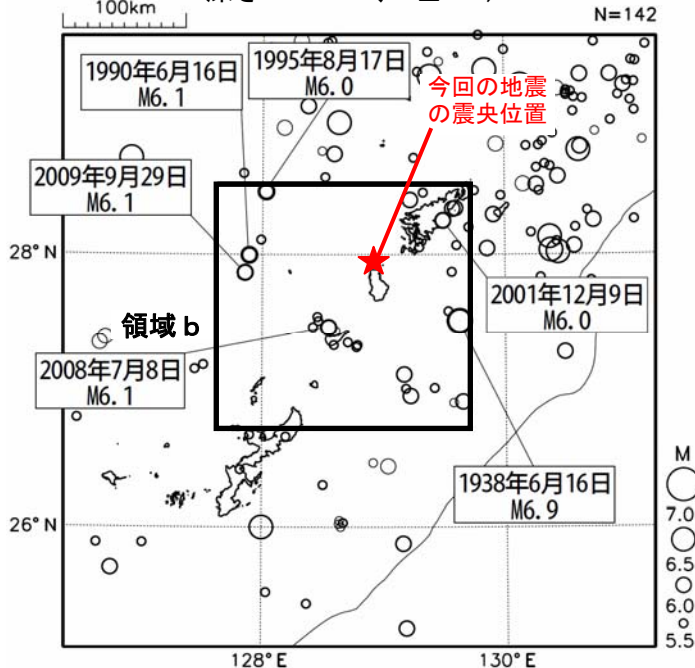 100km
N=142
1995年8月17日
M6.0
1990年6月16日
M6.1
今回の地震
の震央位置
2009年9月29日
M6.1
28°N
2001年12月9日
M6.0
領域b
2008年7月8日
M6.1
1938年6月16日
M6.9
26°N
M
7.0
6.5
6.0
5.5
128°E
130°E